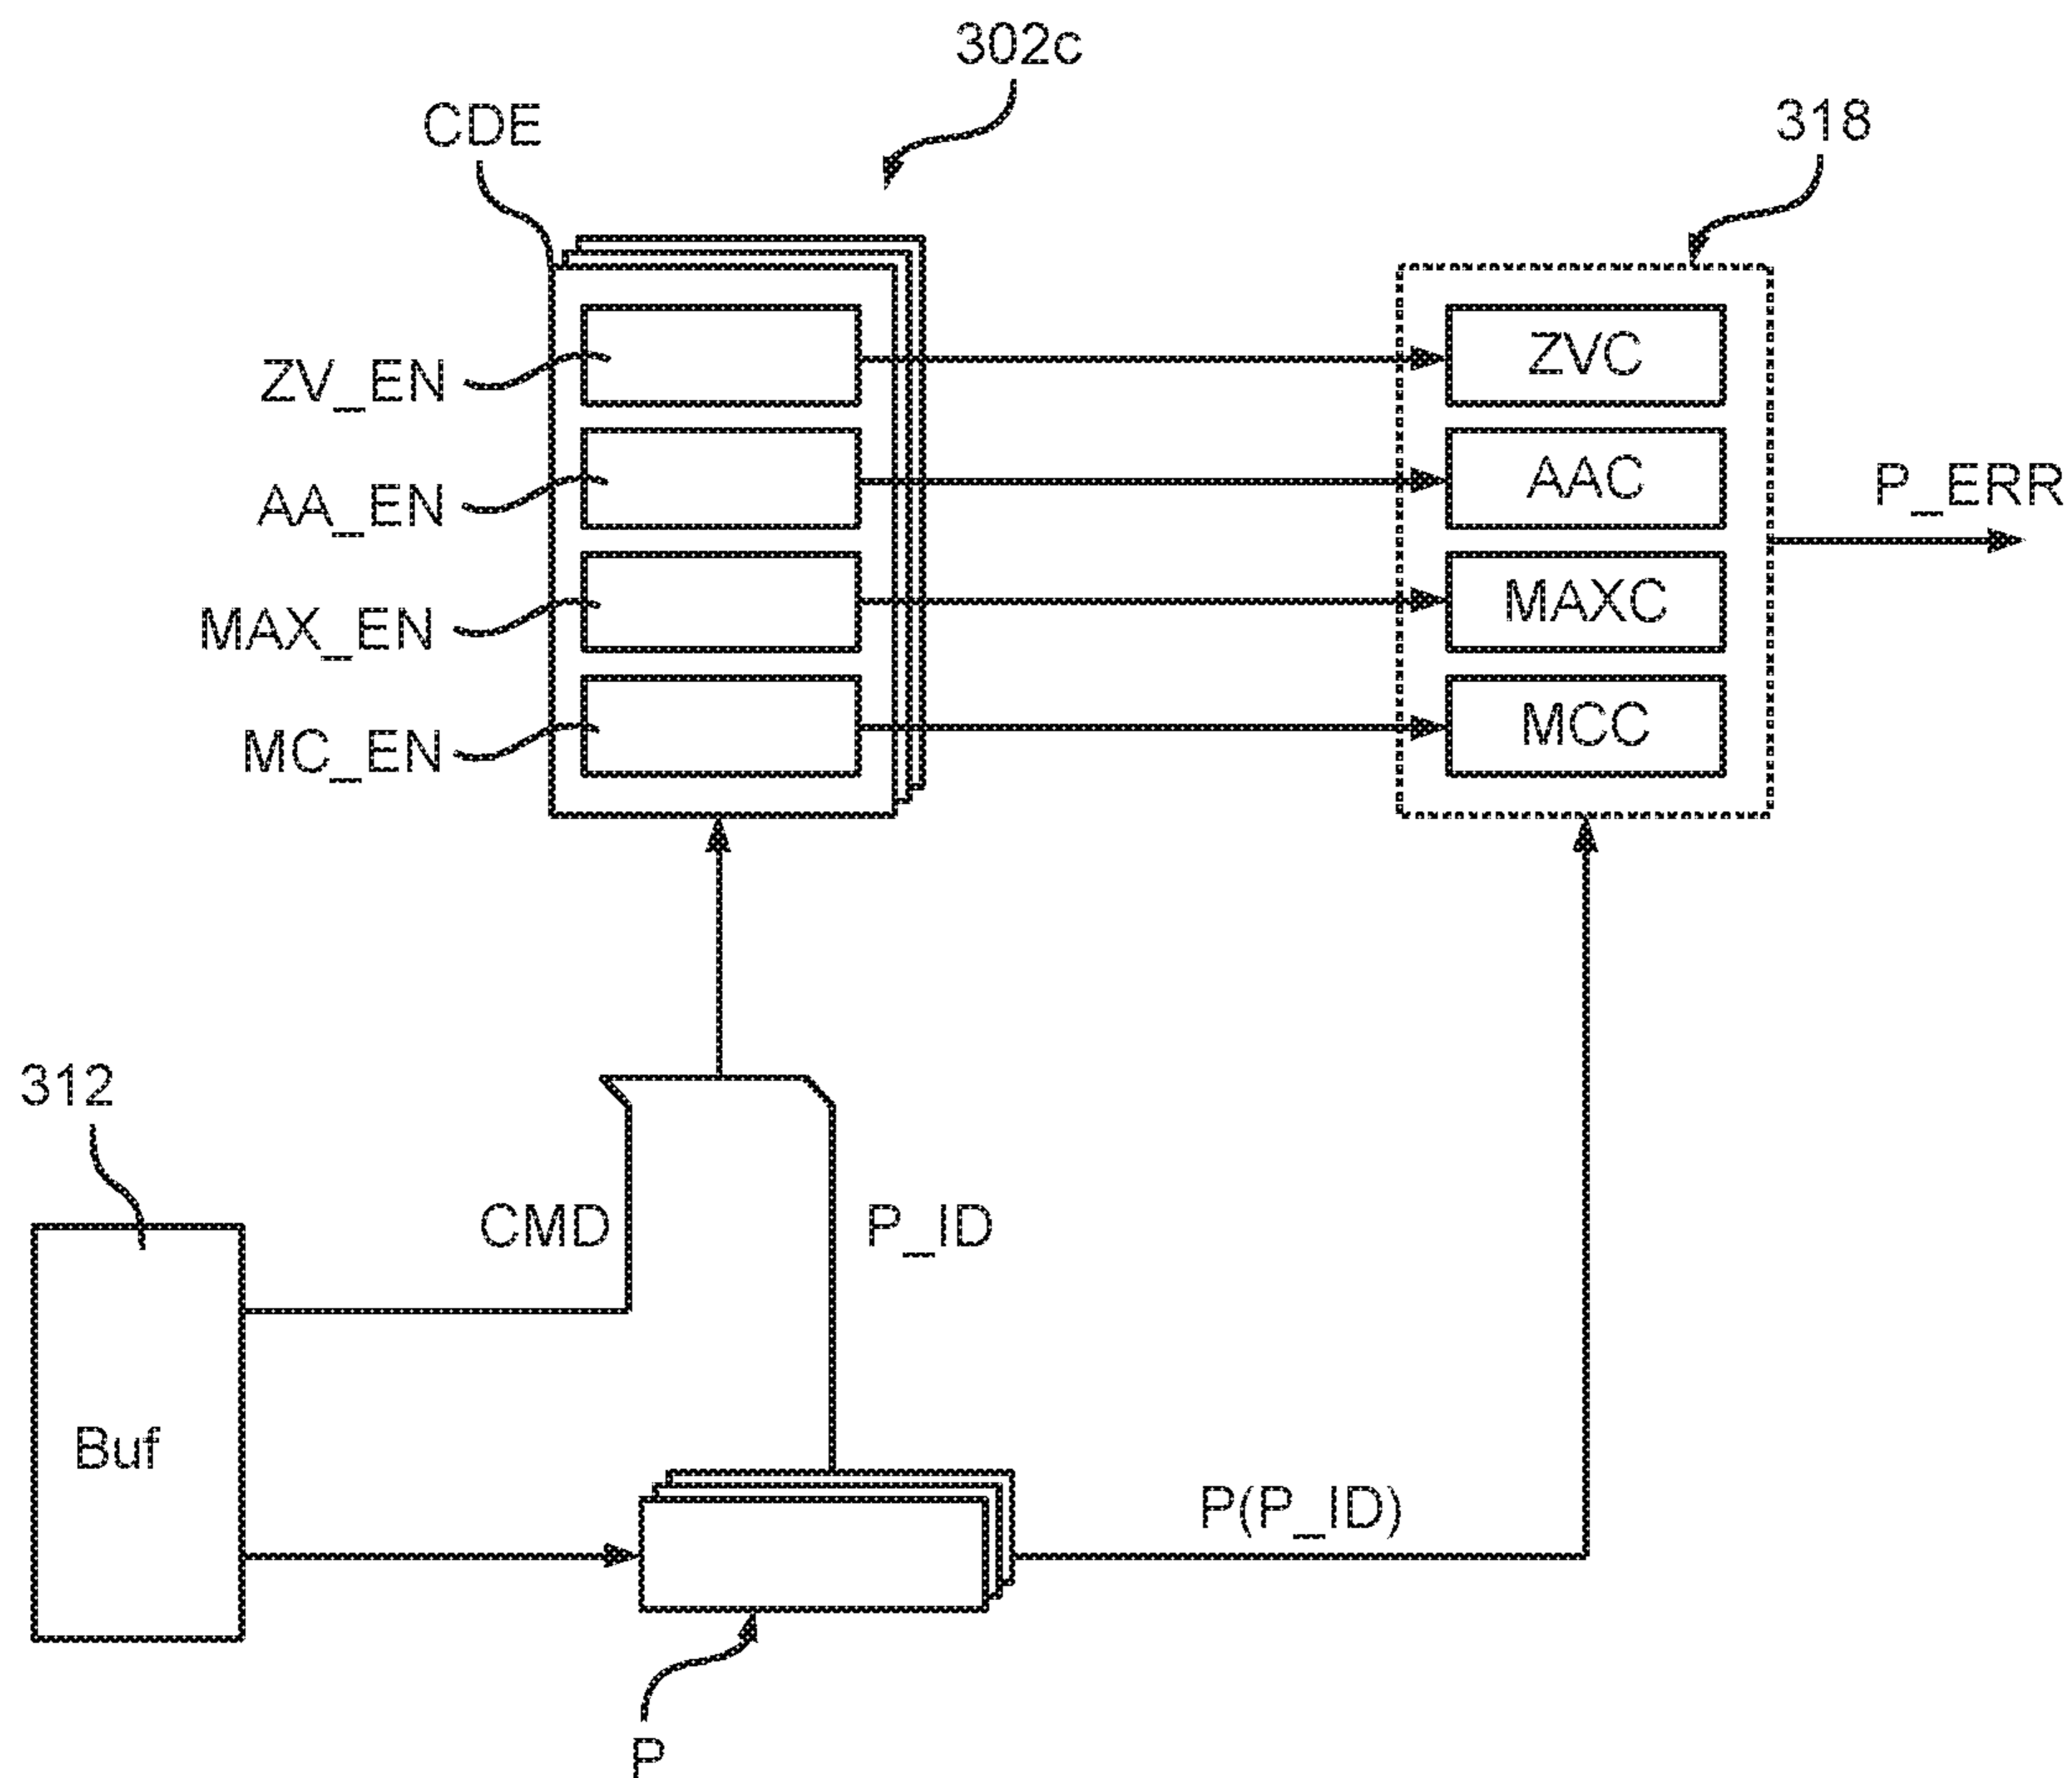 302c
CDE
318
ZV_EN
ZVC
AA_EN
AAC
P_ERR
MAX_EN
MAXC
MC_EN
MCC
312
CMD
P_ID
Buf
P(P_ID)
P